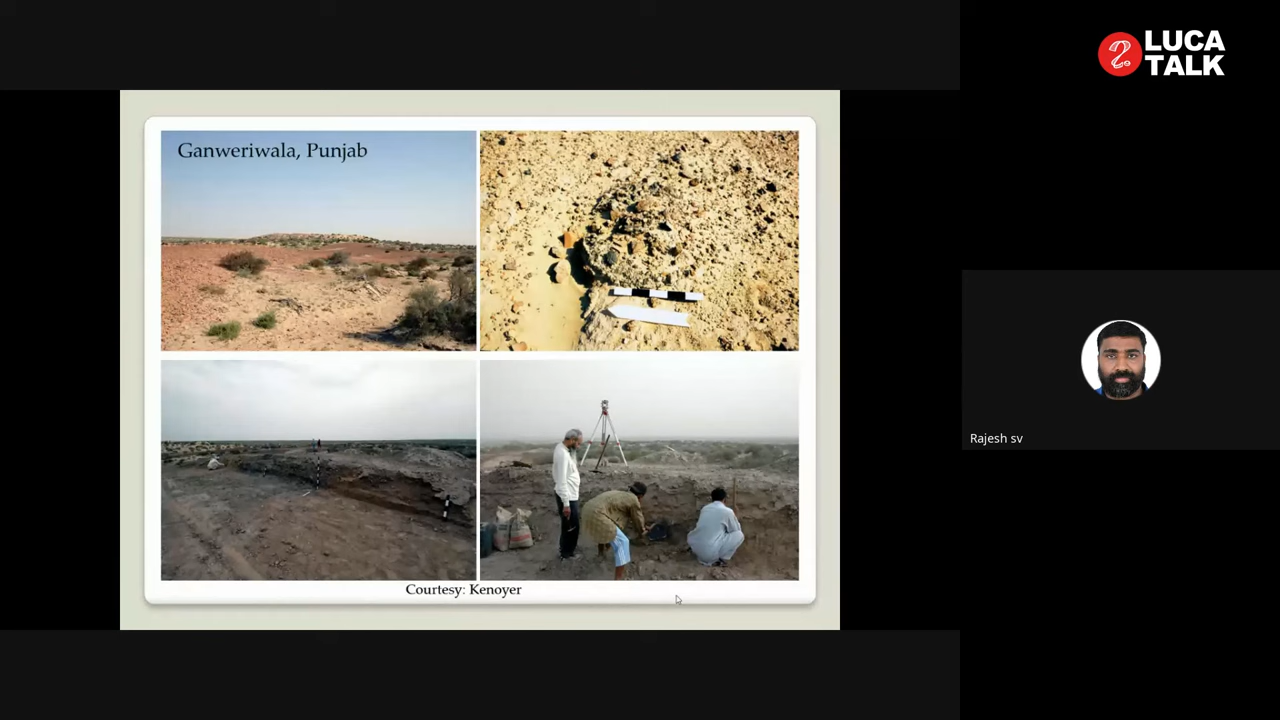 LUCA
TALK
Ganweriwala, Punjab
Courtesy: Kenoyer
Rajesh sv